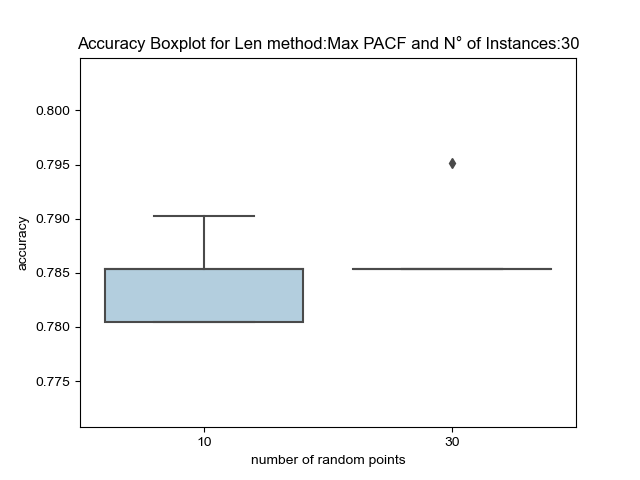 Accuracy Boxplot for Len method:Max PACF and N° of Instances:30
0.800
0.795
0.790
0.785
0.780
0.775
accuracy
10
30
number of random points